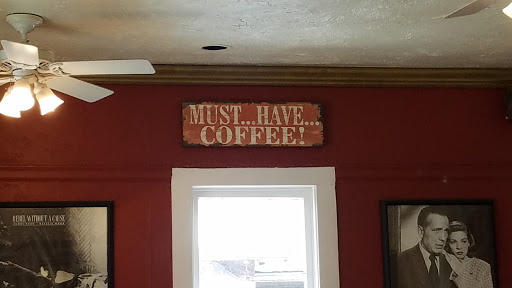 MUST...HAVE...
COFFEE!
REBEL WITHOUT A CAUSE